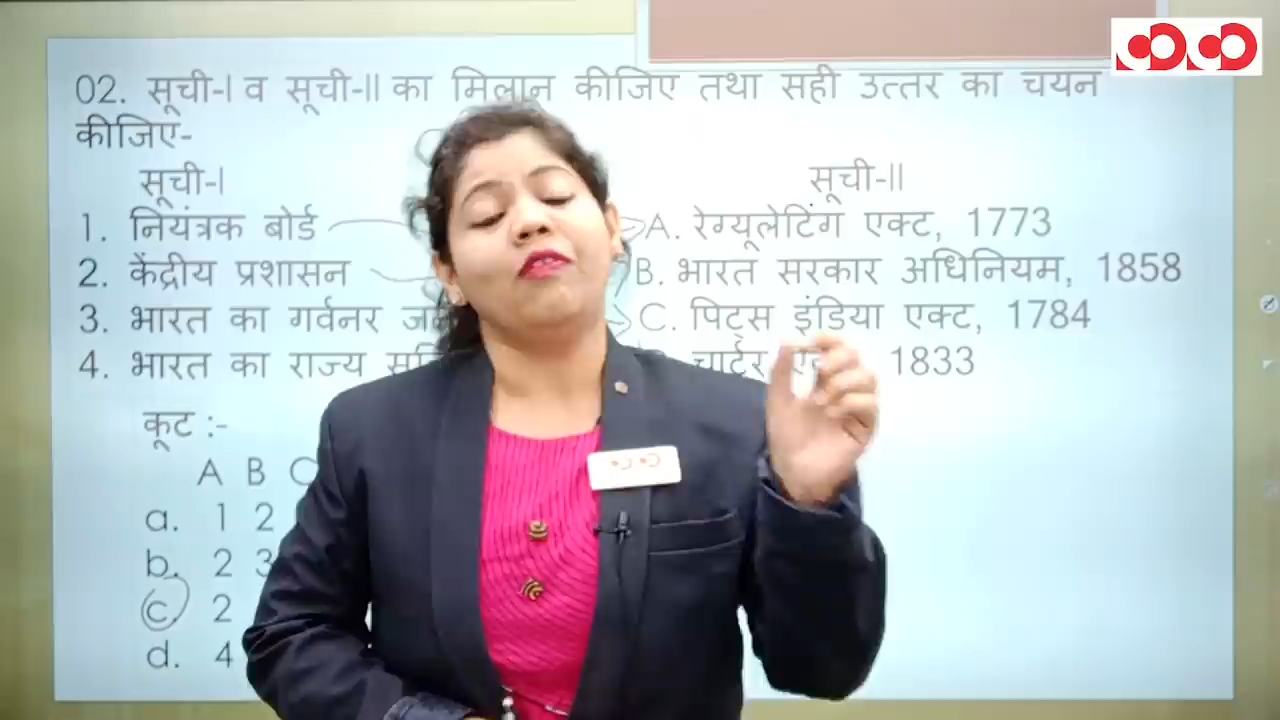 02. सूची-I व सूची-II का मिलान कीजिए तथा सही उत्तर का चयन
कीजिए-
सूची-I सूची-II
1. नियंत्रक बोर्ड A. रेग्यूलेटिंग एक्ट, 1773
2. केंद्रीय प्रशासन B. भारत सरकार अधिनियम, 1858
3. भारत का गर्वनर C. पिट्स इंडिया एक्ट, 1784
4. भारत का राज्य चार्टर 1833
कूट :-
A B C
a. 1 2
b. 2 3
c. 2
d. 4